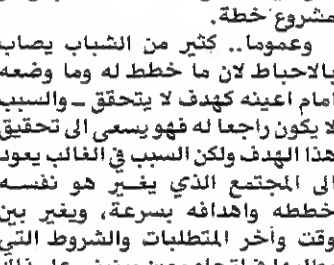 مشروع خطة.
وعموما.. كثير من الشباب يصاب
بالاحباط لان ما خطط له وما وضعه
امام اعينه كهدف لا يتحقق _ والسبب
لا يكون راجعا له فهو يسعى الى تحقيق
هذا الهدف ولكن السبب في الغالب يعود
الى المجتمع الذي يغير هو نفسه
خططه واهدافه بسرعة، ويغير بين
وقت وآخر المتطلبات والشروط التي